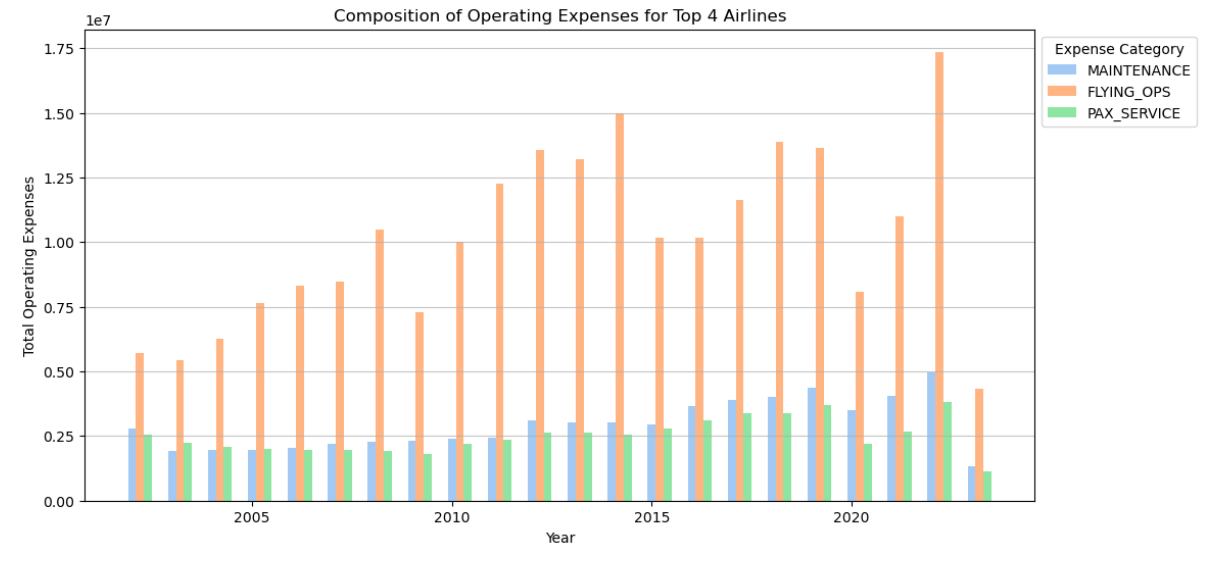 Composition of Operating Expenses for Top 4 Airlines
1e7
1.75
1.50
1.25
1.00
0.75
0.50
0.25
0.00
Total Operating Expenses
2005 2010 2015 2020
Year
Expense Category
MAINTENANCE
FLYING_OPS
PAX_SERVICE